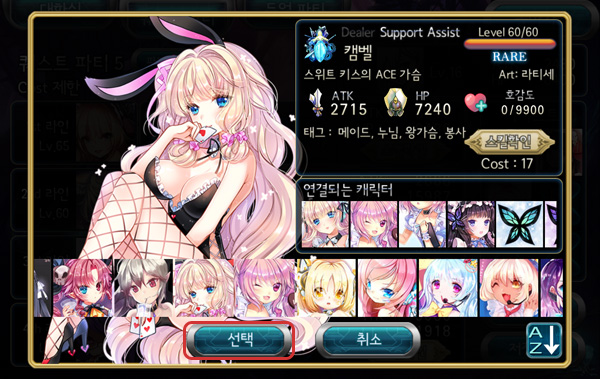 Dealer Support Assist
Level 60/60
캠벨
RARE
스위트 키스의 ACE 가슴
Art: 라티세
ATK
2715
HP
7240
호감도
0/9900
태그 : 메이드, 누님, 왕가슴, 봉사
스킬확인
Cost : 17
연결되는 캐릭터
선택
취소
A
Z